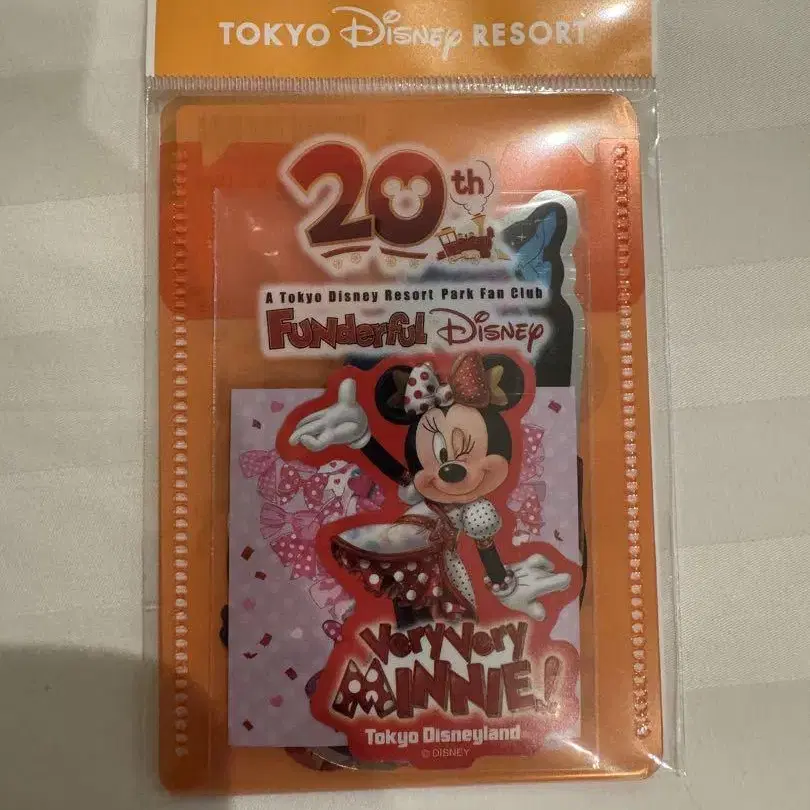 TOKYO Disney RESORT
20th
A Tokyo Disney Resort Park Fan Club
FUNderful Disney
Very Very
MINNIE!
Tokyo Disneyland
© DISNEY